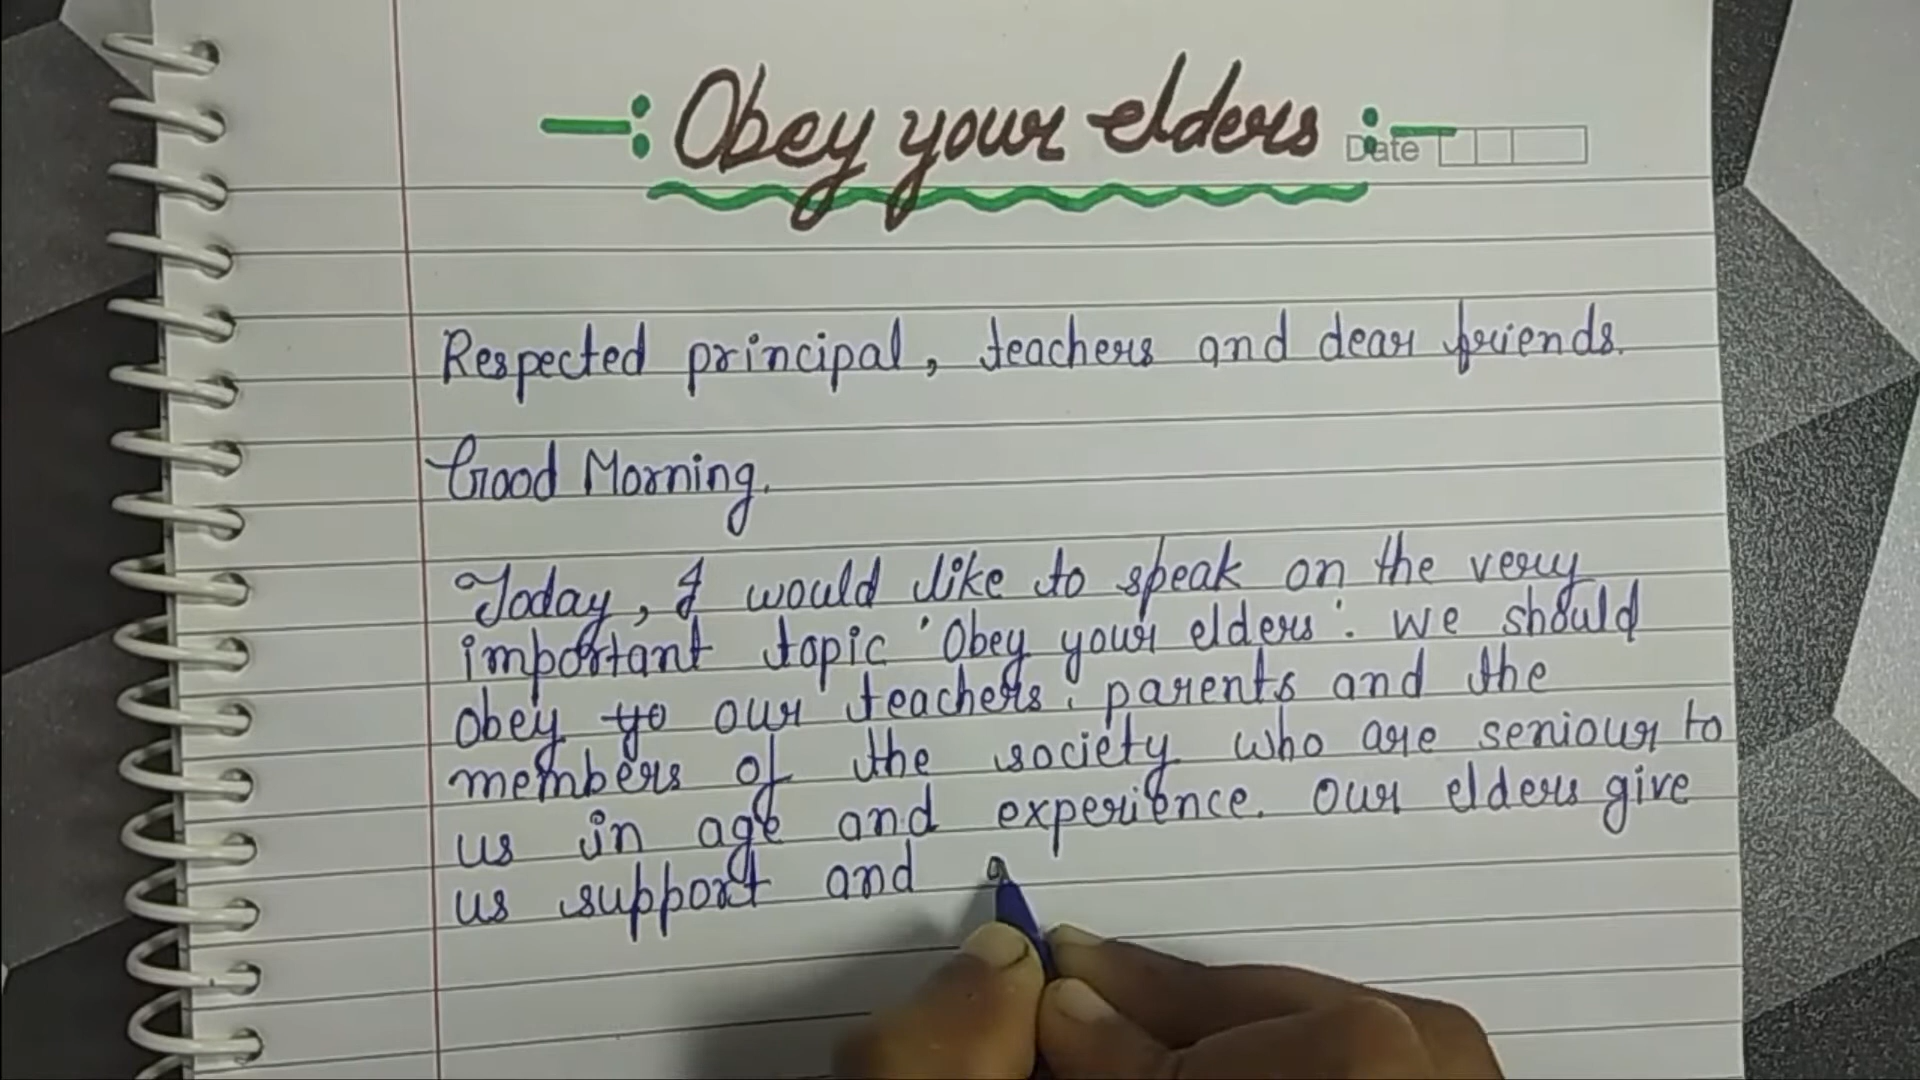 —: Obey your elders :—
Date
Respected principal, teachers and dear friends.
Good Morning.
Today, I would like to speak on the very
important topic 'Obey your elders'. We should
obey yo our teachers, parents and the
members of the society who are seniour to
us in age and experience. Our elders give
us support and